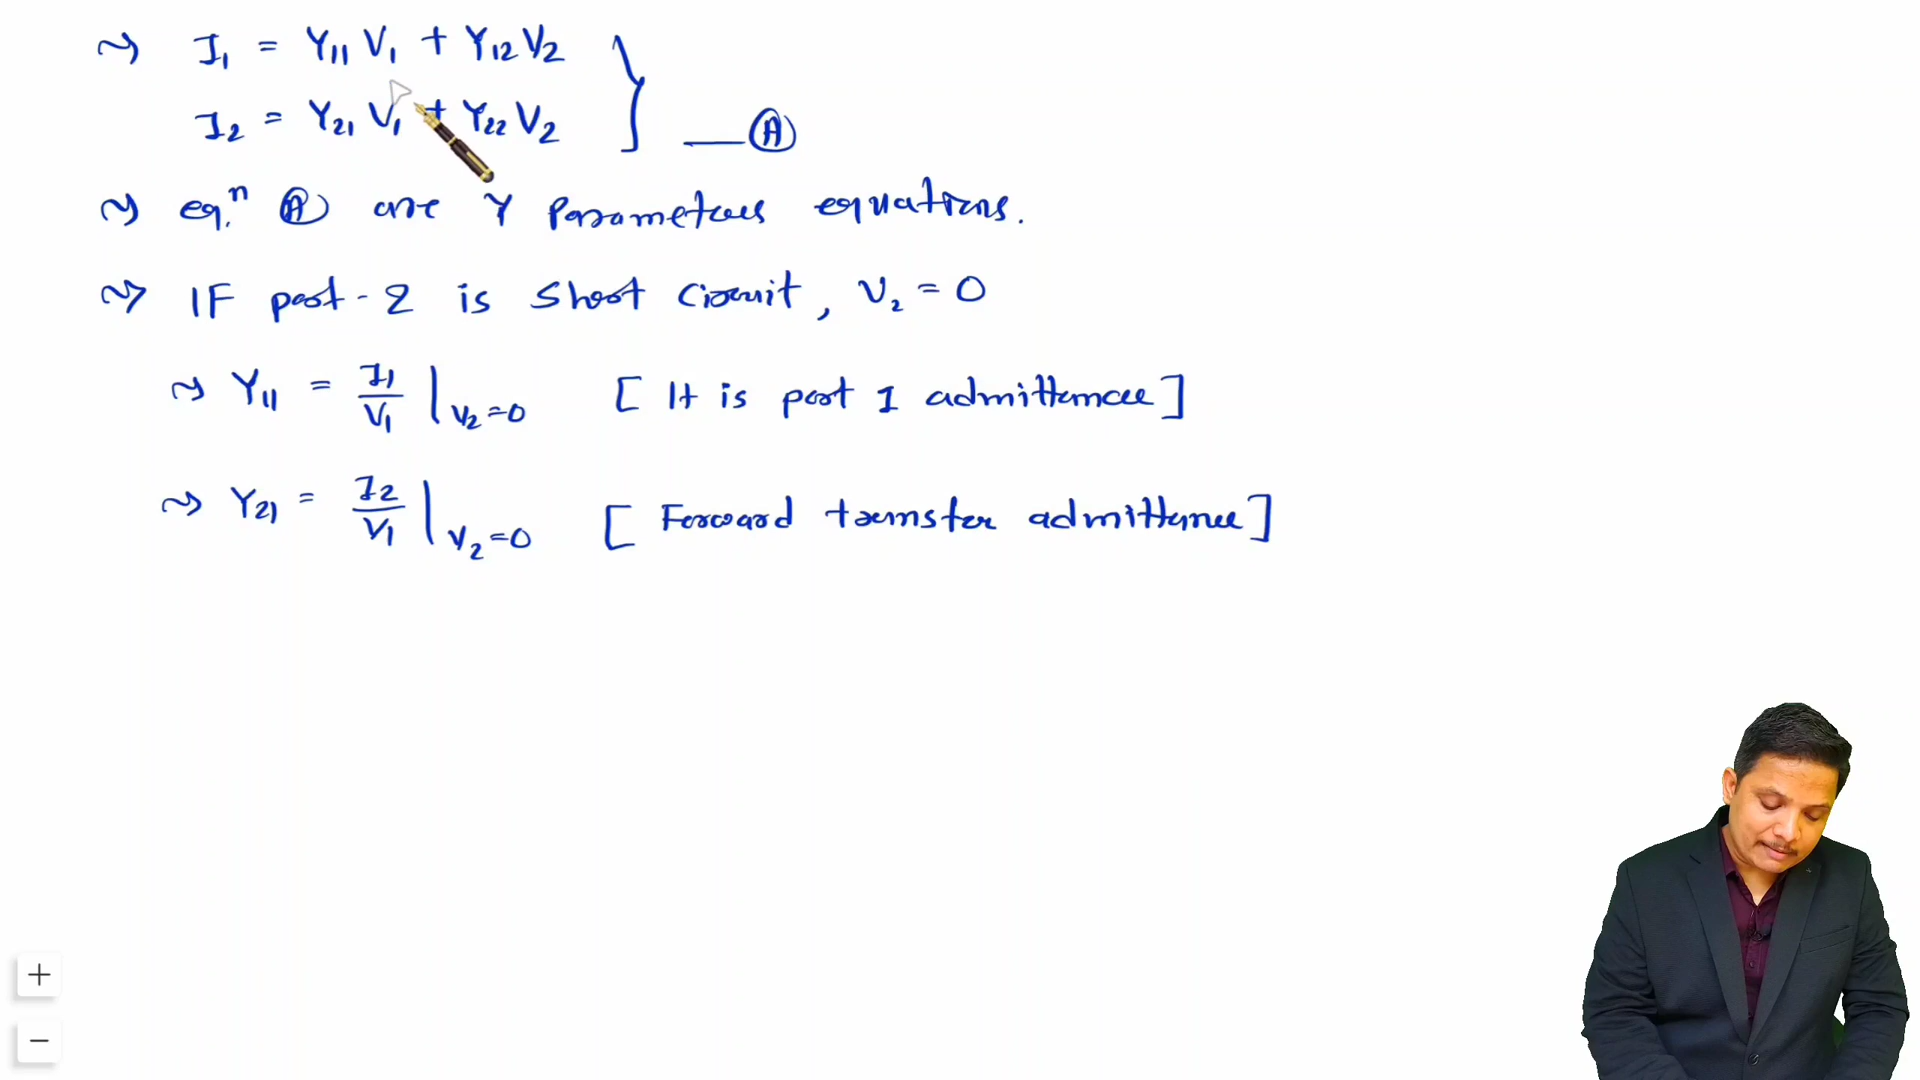 ~> I₁ = Y₁₁ V₁ + Y₁₂ V₂
I₂ = Y₂₁ V₁ + Y₂₂ V₂ } __ Ⓐ
~> eq.ⁿ Ⓐ are Y Parameters equations.
~> IF port-2 is short circuit, V₂ = 0
~> Y₁₁ = I₁/V₁ |V₂=0 [It is port 1 admittance]
~> Y₂₁ = I₂/V₁ |V₂=0 [Forward transfer admittance]
+
−